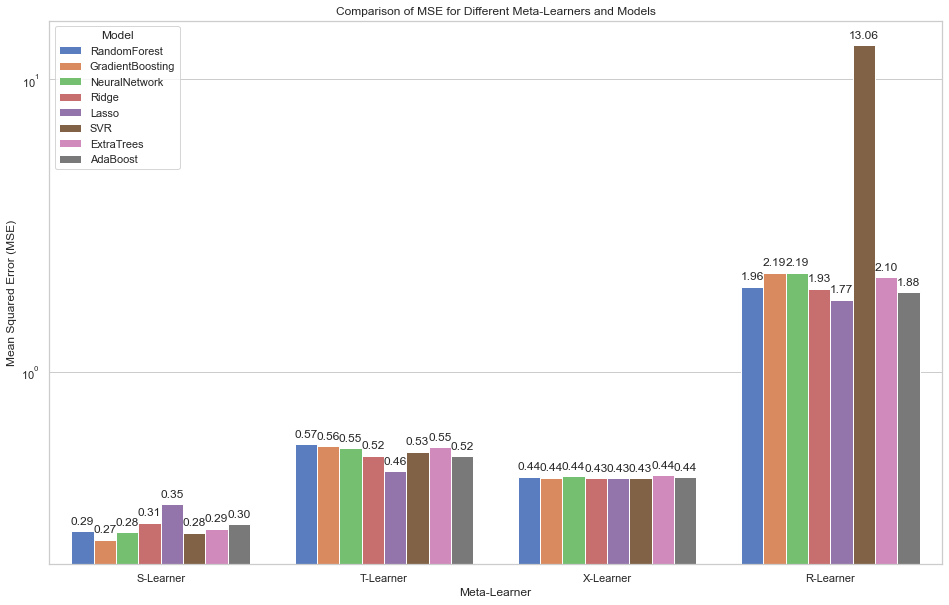 Comparison of MSE for Different Meta-Learners and Models
Model
RandomForest
GradientBoosting
NeuralNetwork
Ridge
Lasso
SVR
ExtraTrees
AdaBoost
Mean Squared Error (MSE)
10^1
10^0
0.29
0.27
0.28
0.31
0.35
0.28
0.29
0.30
0.57
0.56
0.55
0.52
0.46
0.53
0.55
0.52
0.44
0.44
0.44
0.43
0.43
0.43
0.44
0.44
1.96
2.19
2.19
1.93
1.77
13.06
2.10
1.88
S-Learner
T-Learner
X-Learner
R-Learner
Meta-Learner